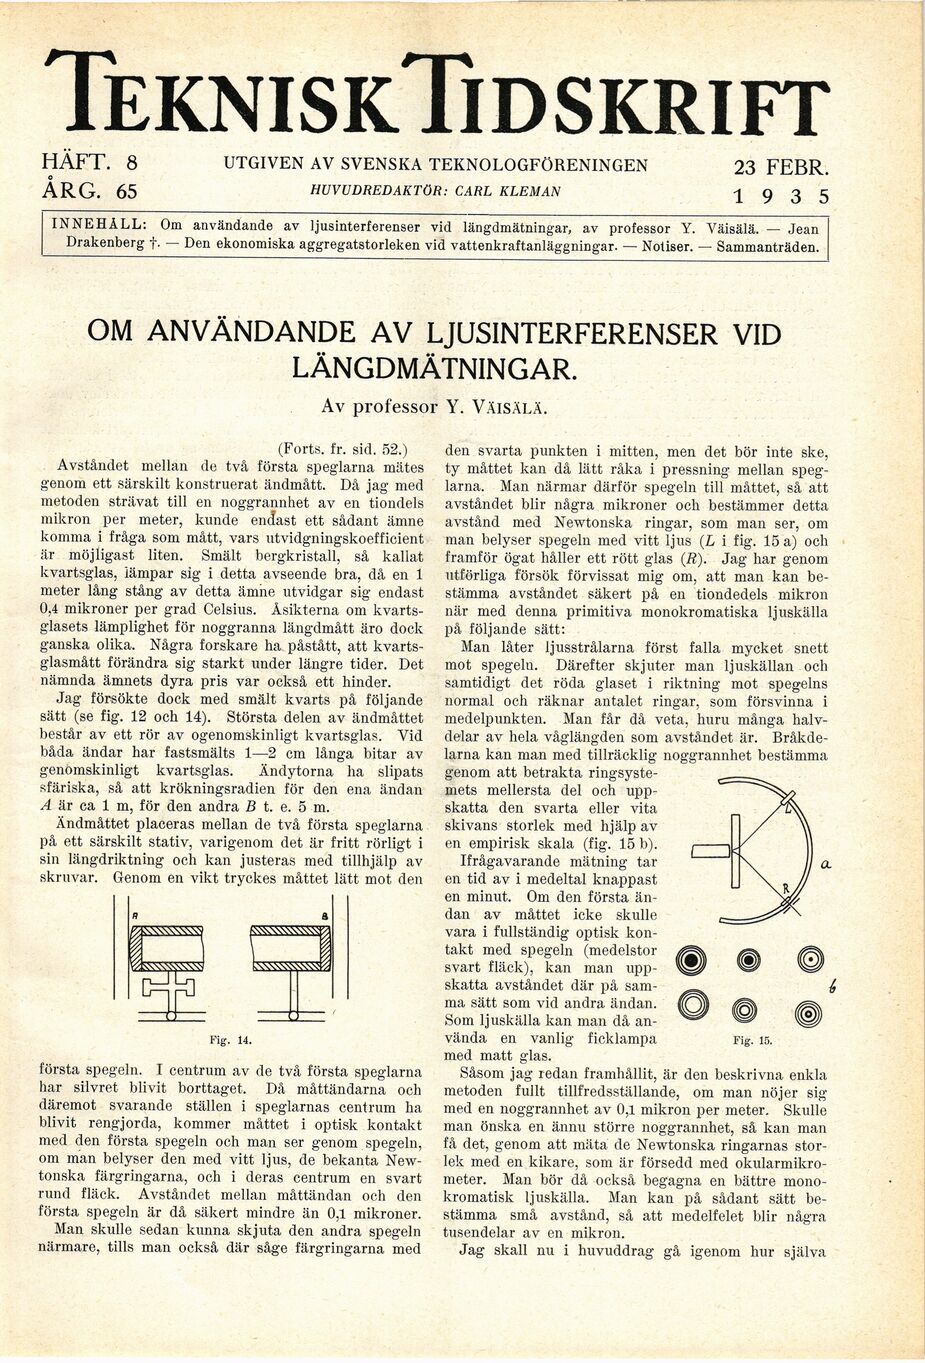 TEKNISK TIDSKRIFT
HÄFT. 8 UTGIVEN AV SVENSKA TEKNOLOGFÖRENINGEN 23 FEBR.
ÅRG. 65 HUVUDREDAKTÖR: CARL KLEMAN 1 9 3 5
INNEHÅLL: Om användande av ljusinterferenser vid längdmätningar, av professor Y. Väisälä. — Jean
Drakenberg †. — Den ekonomiska aggregatstorleken vid vattenkraftanläggningar. — Notiser. — Sammanträden.
OM ANVÄNDANDE AV LJUSINTERFERENSER VID
LÄNGDMÄTNINGAR.
Av professor Y. VÄISÄLÄ.
(Forts. fr. sid. 52.)
Avståndet mellan de två första speglarna mätes
genom ett särskilt konstruerat ändmått. Då jag med
metoden strävat till en noggrannhet av en tiondels
mikron per meter, kunde endast ett sådant ämne
komma i fråga som mått, vars utvidgningskoefficient
är möjligast liten. Smält bergkristall, så kallat
kvartsglas, lämpar sig i detta avseende bra, då en 1
meter lång stång av detta ämne utvidgar sig endast
0,4 mikroner per grad Celsius. Åsikterna om kvarts-
glasets lämplighet för noggranna längdmått äro dock
ganska olika. Några forskare ha påstått, att kvarts-
glasmått förändra sig starkt under längre tider. Det
nämnda ämnets dyra pris var också ett hinder.
Jag försökte dock med smält kvarts på följande
sätt (se fig. 12 och 14). Största delen av ändmåttet
består av ett rör av ogenomskinligt kvartsglas. Vid
båda ändar har fastsmälts 1—2 cm långa bitar av
genomskinligt kvartsglas. Ändytorna ha slipats
sfäriska, så att krökningsradien för den ena ändan
A är ca 1 m, för den andra B t. e. 5 m.
Ändmåttet placeras mellan de två första speglarna
på ett särskilt stativ, varigenom det är fritt rörligt i
sin längdriktning och kan justeras med tillhjälp av
skruvar. Genom en vikt tryckes måttet lätt mot den
A B
Fig. 14.
första spegeln. I centrum av de två första speglarna
har silvret blivit borttaget. Då måttändarna och
däremot svarande ställen i speglarnas centrum ha
blivit rengjorda, kommer måttet i optisk kontakt
med den första spegeln och man ser genom spegeln,
om man belyser den med vitt ljus, de bekanta New-
tonska färgringarna, och i deras centrum en svart
rund fläck. Avståndet mellan måttändan och den
första spegeln är då säkert mindre än 0,1 mikroner.
Man skulle sedan kunna skjuta den andra spegeln
närmare, tills man också där såge färgringarna med
den svarta punkten i mitten, men det bör inte ske,
ty måttet kan då lätt råka i pressning mellan speg-
larna. Man närmar därför spegeln till måttet, så att
avståndet blir några mikroner och bestämmer detta
avstånd med Newtonska ringar, som man ser, om
man belyser spegeln med vitt ljus (L i fig. 15 a) och
framför ögat håller ett rött glas (R). Jag har genom
utförliga försök förvissat mig om, att man kan be-
stämma avståndet säkert på en tiondedels mikron
när med denna primitiva monokromatiska ljuskälla
på följande sätt:
Man låter ljusstrålarna först falla mycket snett
mot spegeln. Därefter skjuter man ljuskällan och
samtidigt det röda glaset i riktning mot spegelns
normal och räknar antalet ringar, som försvinna i
medelpunkten. Man får då veta, huru många halv-
delar av hela våglängden som avståndet är. Bråkde-
larna kan man med tillräcklig noggrannhet bestämma
genom att betrakta ringsyste-
mets mellersta del och upp-
skatta den svarta eller vita
skivans storlek med hjälp av
en empirisk skala (fig. 15 b).
Ifrågavarande mätning tar
en tid av i medeltal knappast
en minut. Om den första än-
dan av måttet icke skulle
vara i fullständig optisk kon-
takt med spegeln (medelstor
svart fläck), kan man upp-
skatta avståndet där på sam-
ma sätt som vid andra ändan.
Som ljuskälla kan man då an-
vända en vanlig ficklampa
med matt glas.
L
a
R
b
Fig. 15.
Såsom jag redan framhållit, är den beskrivna enkla
metoden fullt tillfredsställande, om man nöjer sig
med en noggrannhet av 0,1 mikron per meter. Skulle
man önska en ännu större noggrannhet, så kan man
få det, genom att mäta de Newtonska ringarnas stor-
lek med en kikare, som är försedd med okularmikro-
meter. Man bör då också begagna en bättre mono-
kromatisk ljuskälla. Man kan på sådant sätt be-
stämma små avstånd, så att medelfelet blir några
tusendelar av en mikron.
Jag skall nu i huvuddrag gå igenom hur själva